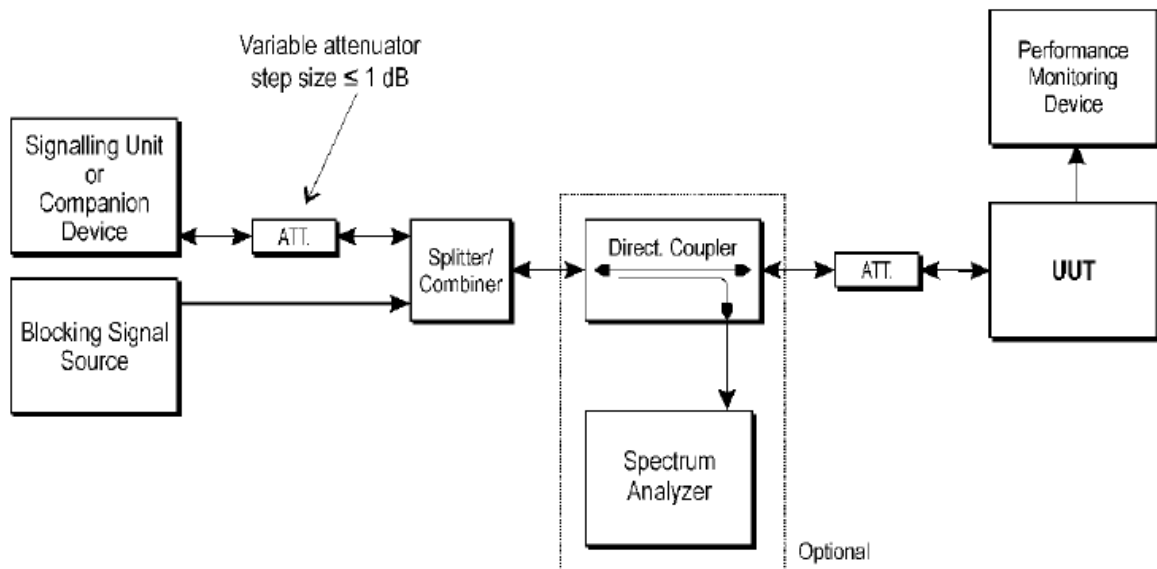 Variable attenuator
step size ≤ 1 dB
Signalling Unit
or
Companion
Device
ATT.
Splitter/
Combiner
Blocking Signal
Source
Direct. Coupler
Spectrum
Analyzer
Optional
ATT.
UUT
Performance
Monitoring
Device